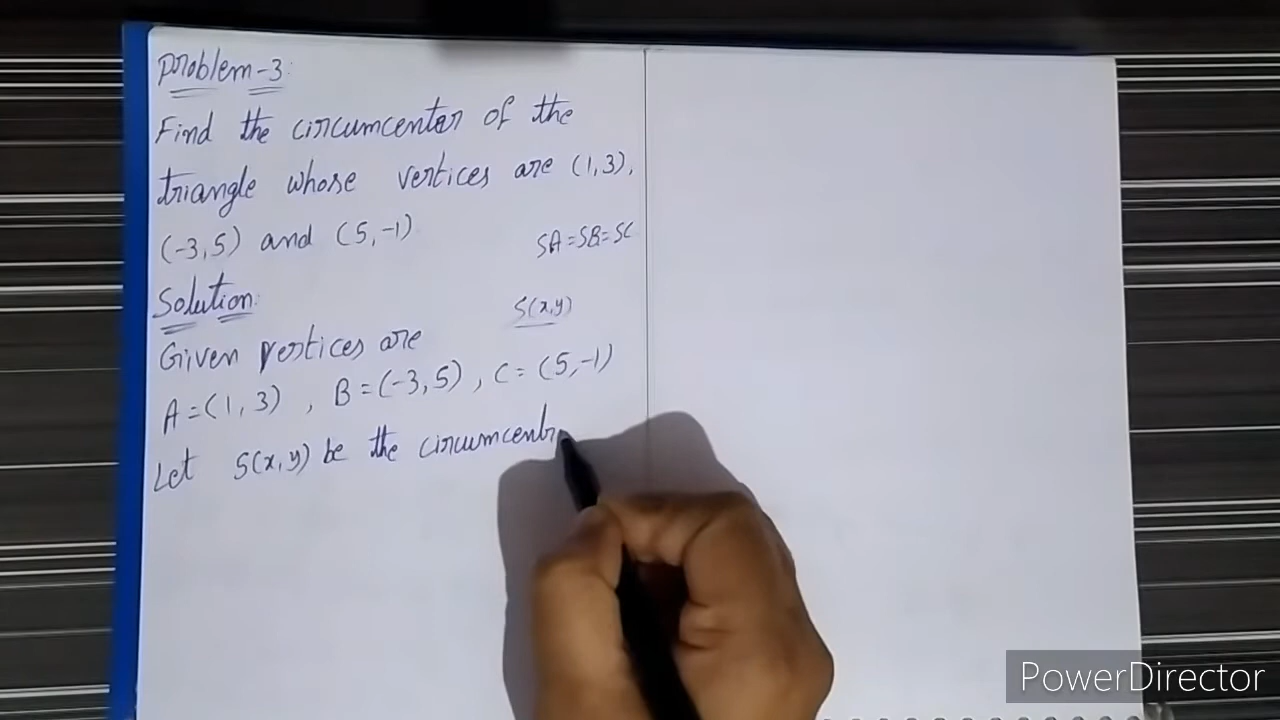 Problem-3:
Find the circumcenter of the
triangle whose vertices are (1,3),
(-3,5) and (5,-1)
SA=SB=SC
Solution:
S(x,y)
Given vertices are
A=(1,3), B=(-3,5), C=(5,-1)
Let S(x,y) be the circumcentr
PowerDirector